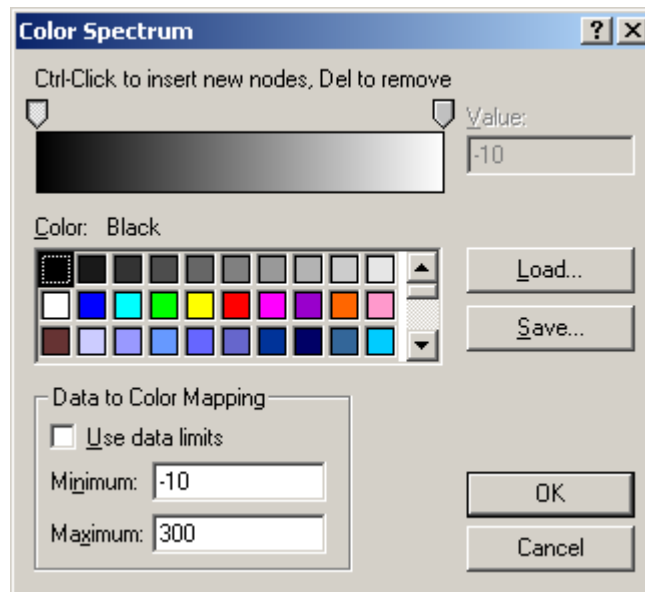 Color Spectrum
Ctrl-Click to insert new nodes, Del to remove
Value:
-10
Color: Black
Load...
Save...
Data to Color Mapping
Use data limits
Minimum: -10
Maximum: 300
OK
Cancel